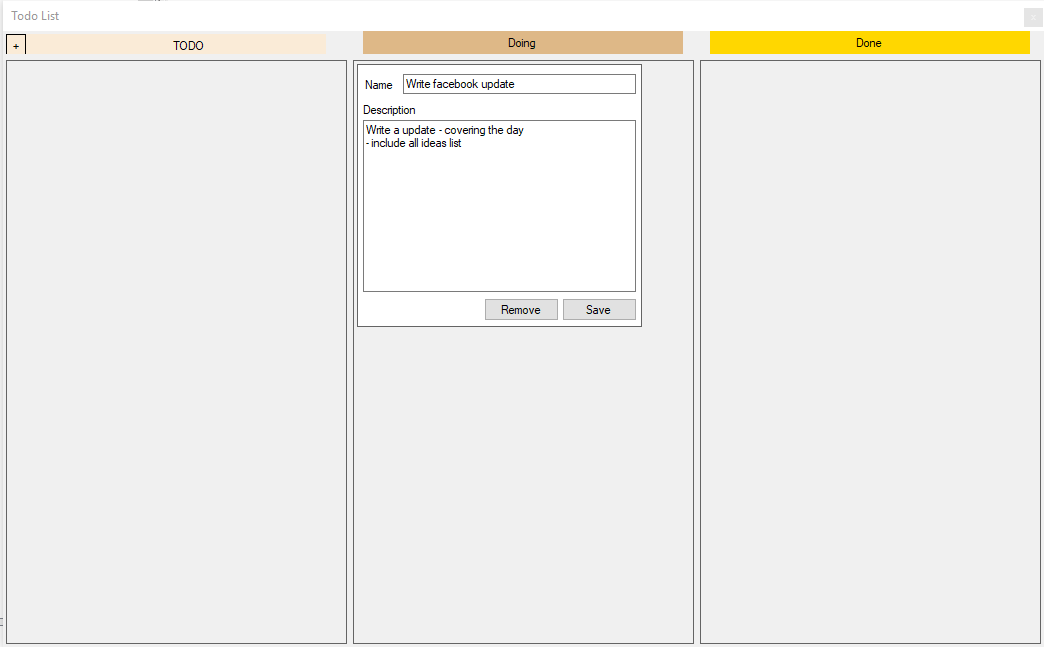 Todo List
+
TODO
Doing
Done
Name
Write facebook update
Description
Write a update - covering the day
- include all ideas list
Remove
Save